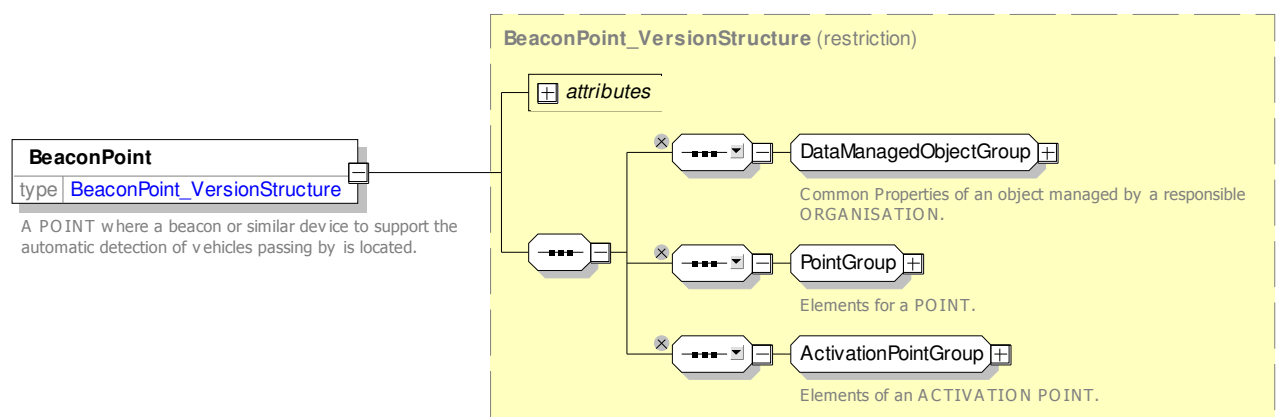 BeaconPoint_VersionStructure (restriction)
attributes
BeaconPoint
type BeaconPoint_VersionStructure
A POINT where a beacon or similar device to support the
automatic detection of vehicles passing by is located.
DataManagedObjectGroup
Common Properties of an object managed by a responsible
ORGANISATION.
PointGroup
Elements for a POINT.
ActivationPointGroup
Elements of an ACTIVATION POINT.